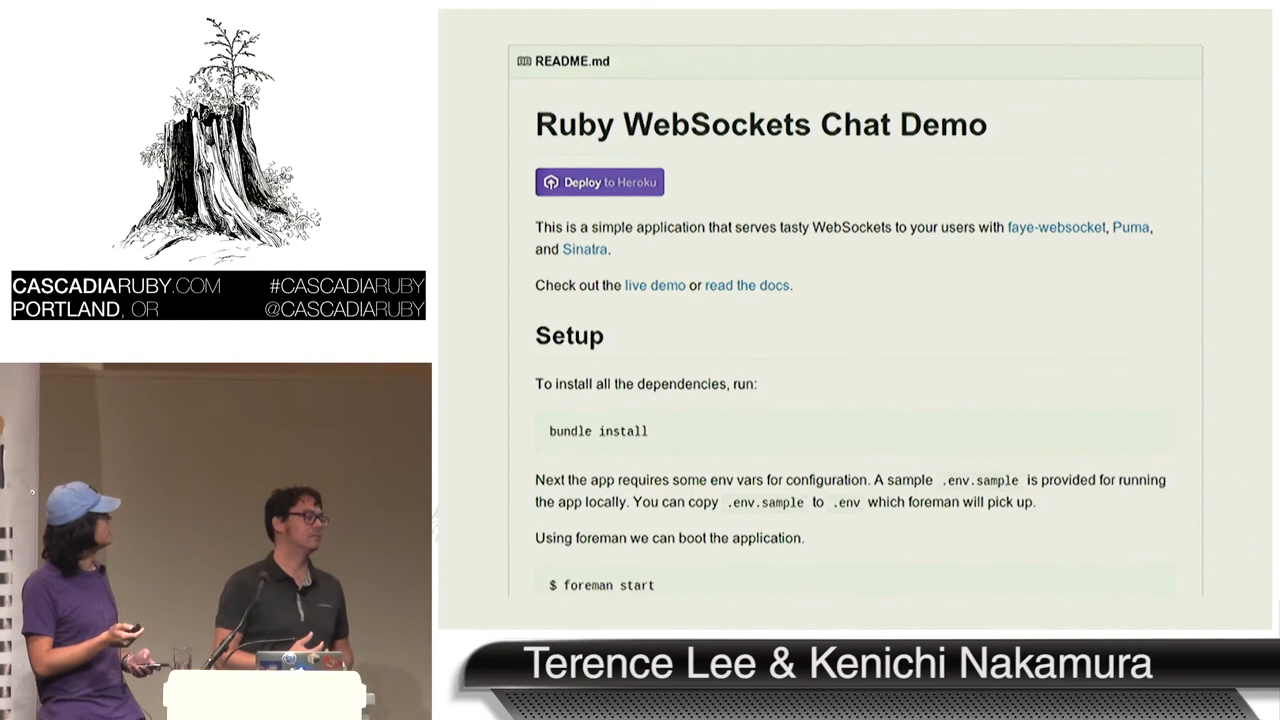 CASCADIARUBY.COM #CASCADIARUBY
PORTLAND, OR @CASCADIARUBY
README.md
Ruby WebSockets Chat Demo
Deploy to Heroku
This is a simple application that serves tasty WebSockets to your users with faye-websocket, Puma,
and Sinatra.
Check out the live demo or read the docs.
Setup
To install all the dependencies, run:
bundle install
Next the app requires some env vars for configuration. A sample .env.sample is provided for running
the app locally. You can copy .env.sample to .env which foreman will pick up.
Using foreman we can boot the application.
$ foreman start
Terence Lee & Kenichi Nakamura